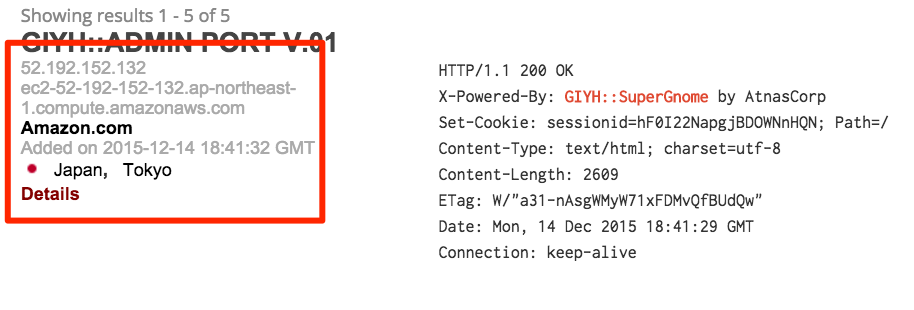 Showing results 1 - 5 of 5
GIYH::ADMIN PORT V.01
52.192.152.132
ec2-52-192-152-132.ap-northeast-
1.compute.amazonaws.com
Amazon.com
Added on 2015-12-14 18:41:32 GMT
Japan, Tokyo
Details
HTTP/1.1 200 OK
X-Powered-By: GIYH::SuperGnome by AtnasCorp
Set-Cookie: sessionid=hF0I22NapgjBDOWNnHQN; Path=/
Content-Type: text/html; charset=utf-8
Content-Length: 2609
ETag: W/"a31-nAsgWMyW71xFDMvQfBUdQw"
Date: Mon, 14 Dec 2015 18:41:29 GMT
Connection: keep-alive